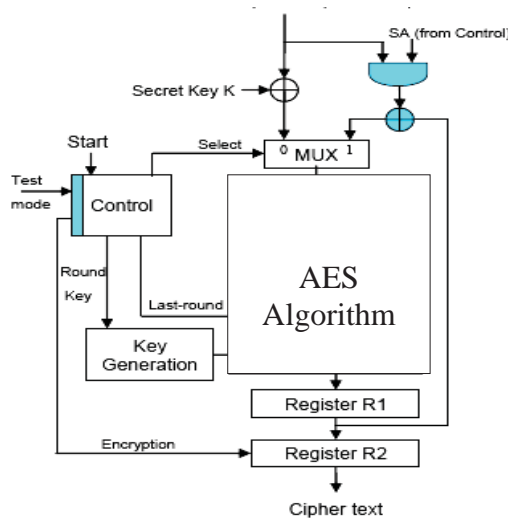 SA (from Control)
Secret Key K
Start
Select
0 MUX 1
Test
mode
Control
Round
Key
Last-round
AES
Algorithm
Key
Generation
Register R1
Encryption
Register R2
Cipher text